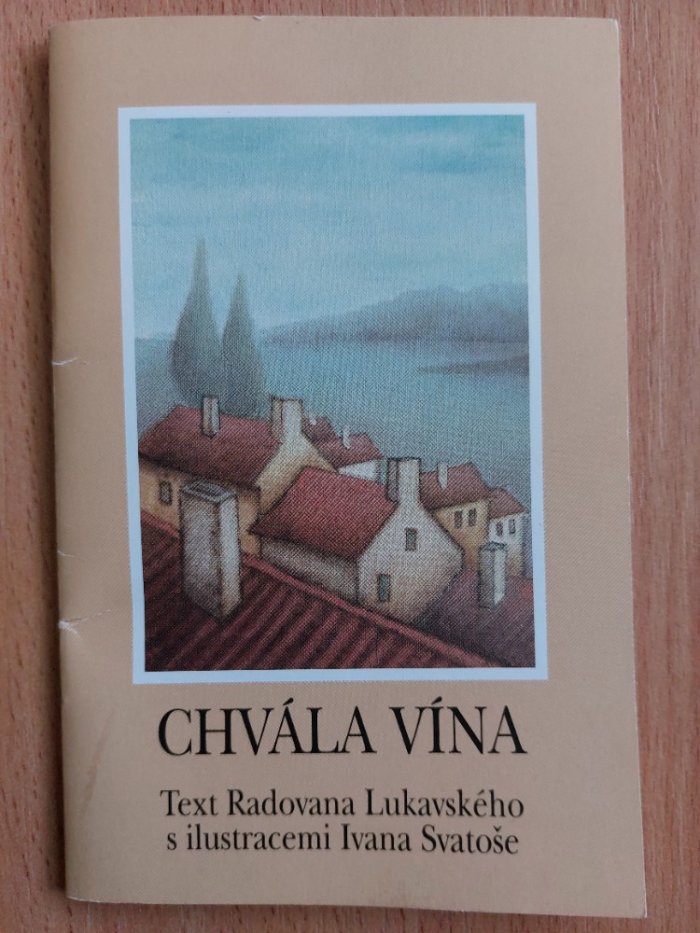 CHVÁLA VÍNA
Text Radovana Lukavského
s ilustracemi Ivana Svatoše